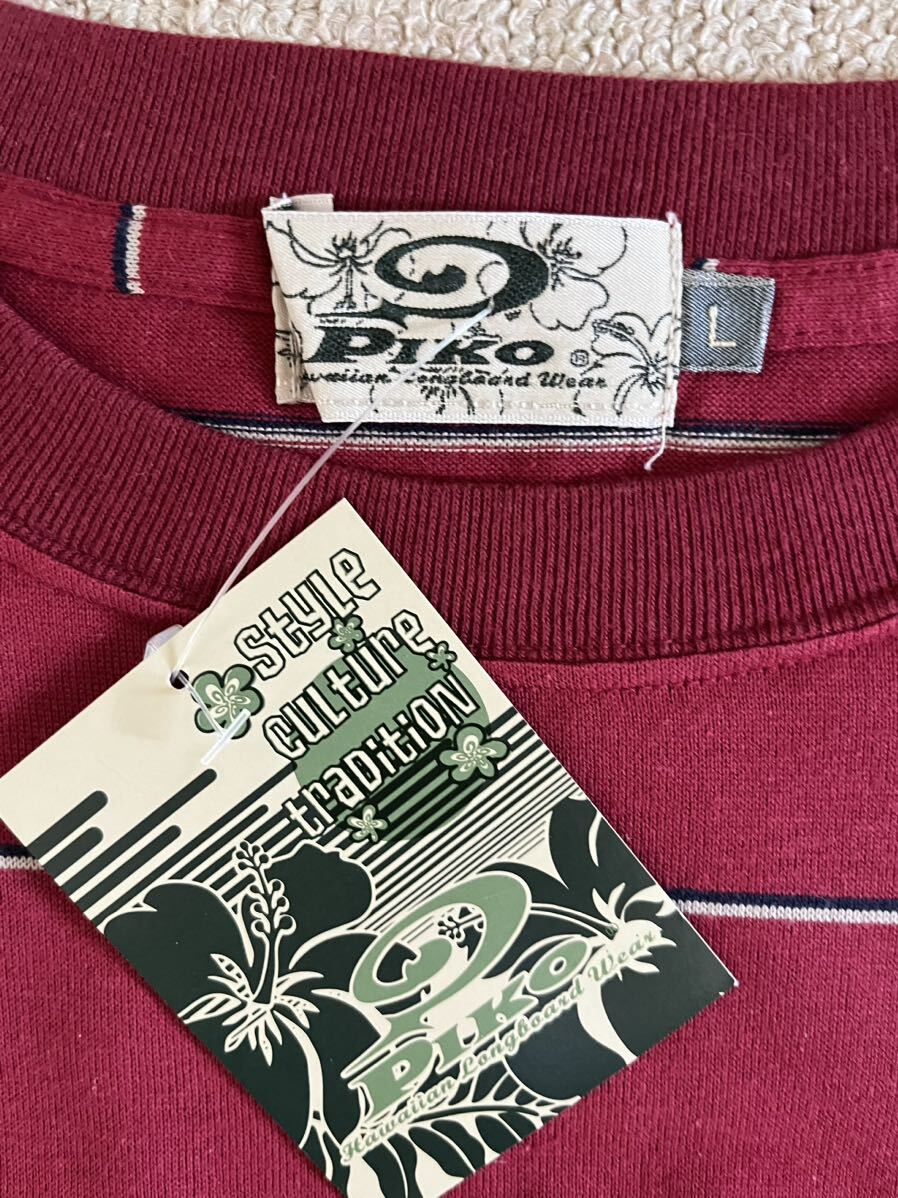 PIKO ®
Hawaiian Longboard Wear
L
style
culture
tradition
PIKO
Hawaiian Longboard Wear